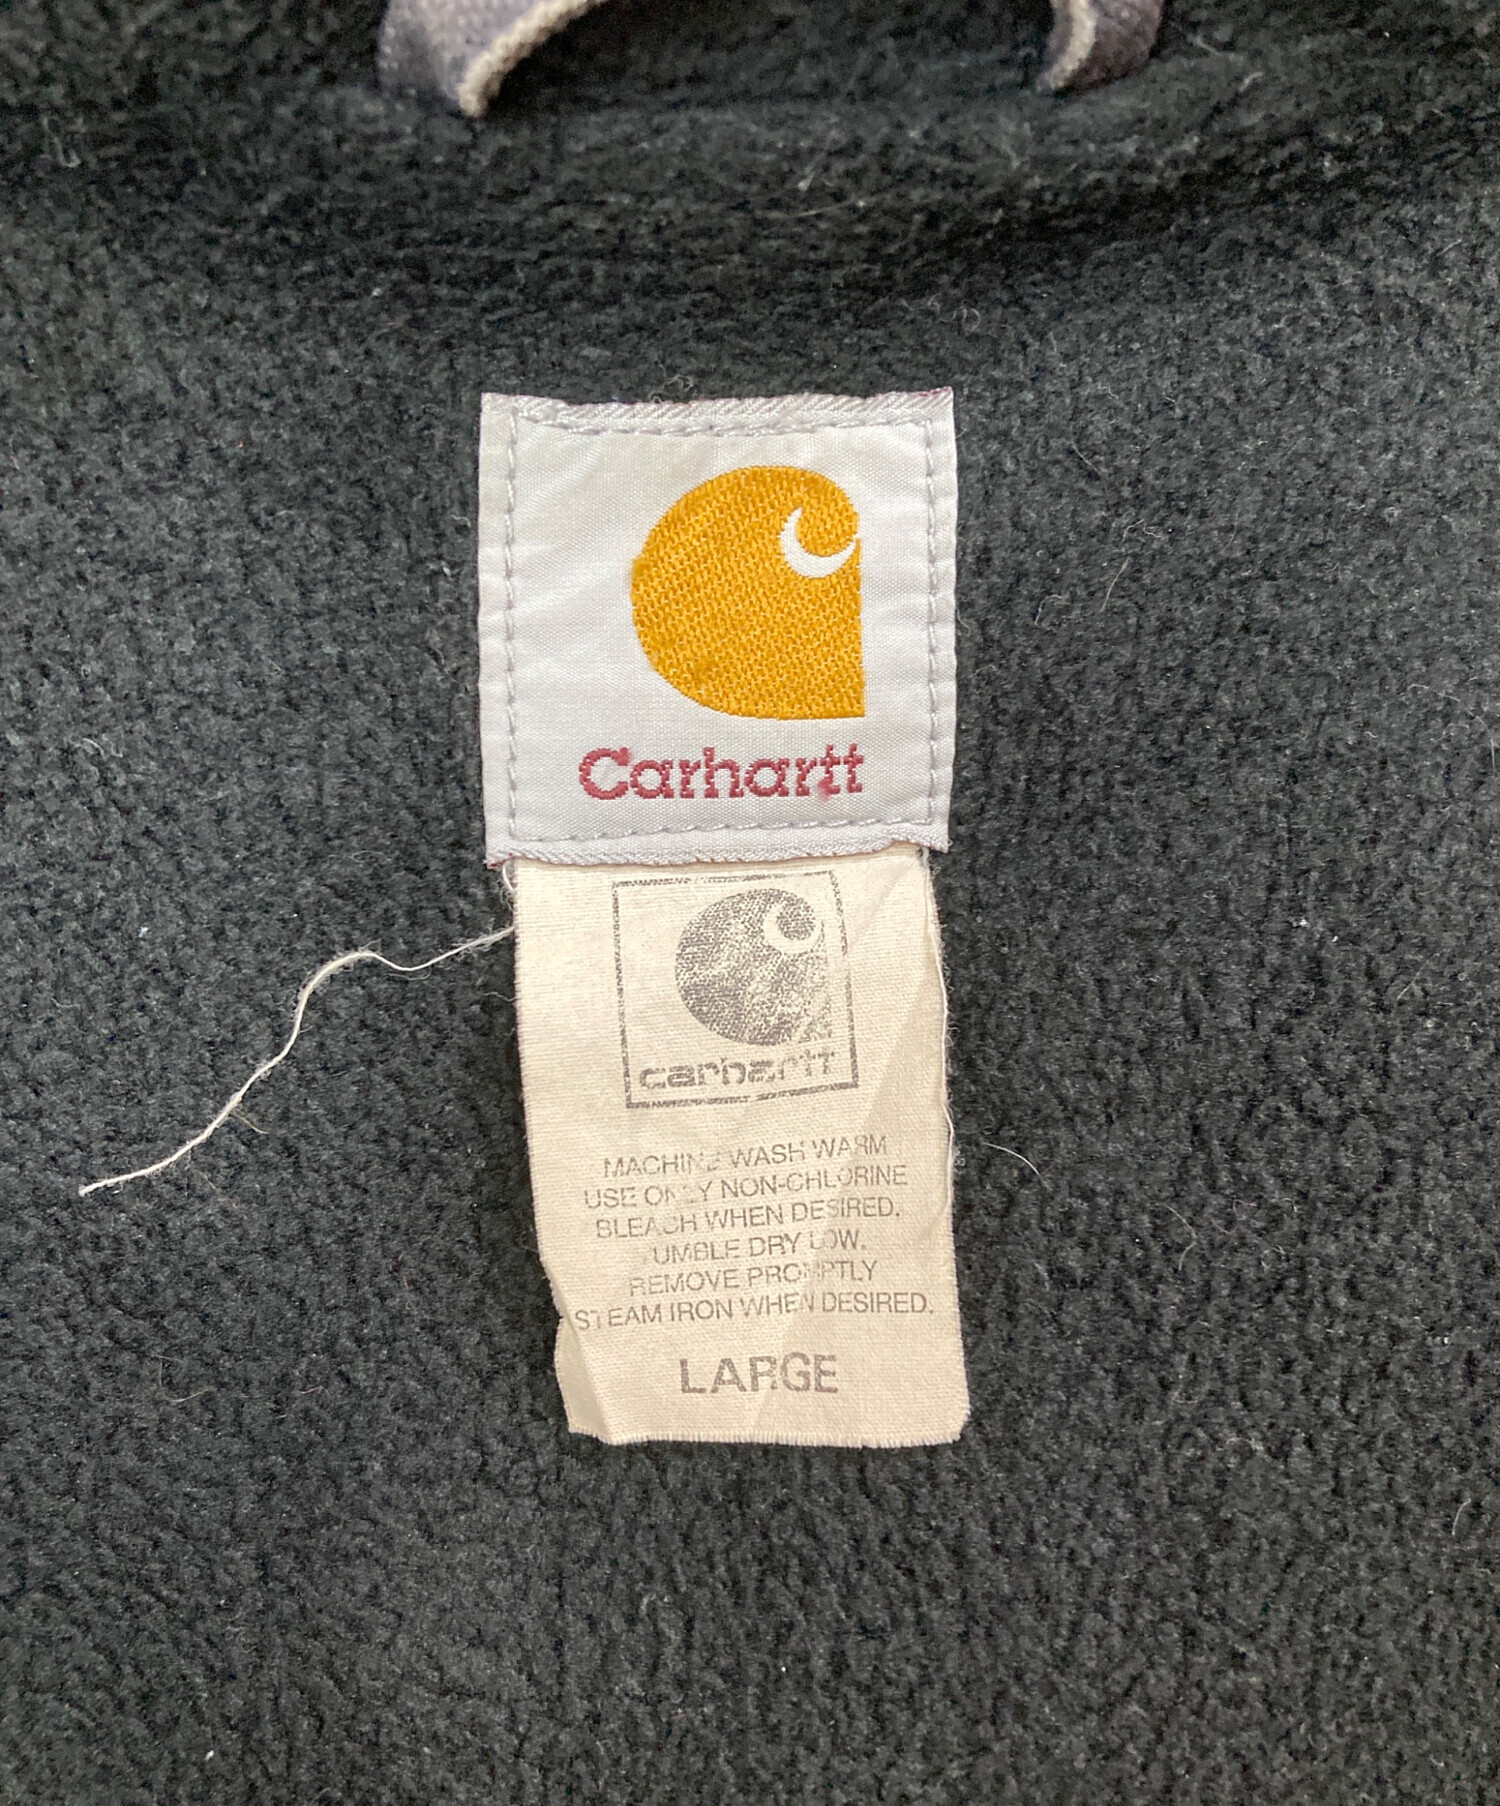 Carhartt
carhartt
MACHINE WASH WARM
USE ONLY NON-CHLORINE
BLEACH WHEN DESIRED.
TUMBLE DRY LOW.
REMOVE PROMPTLY
STEAM IRON WHEN DESIRED.
LARGE